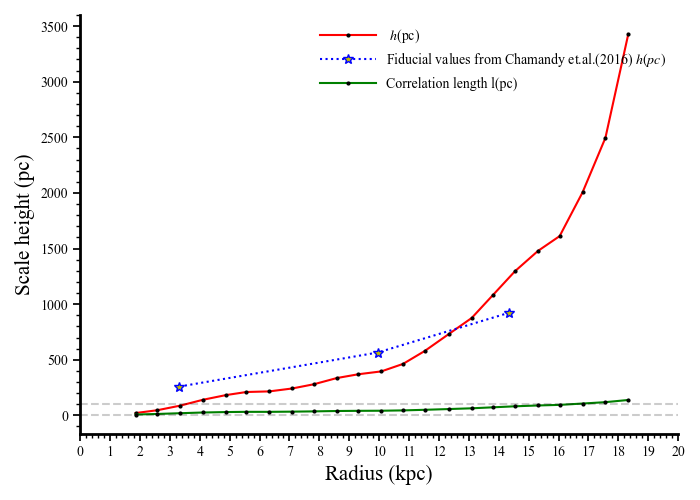 h(pc)
Fiducial values from Chamandy et.al.(2016) h(pc)
Correlation length l(pc)
Scale height (pc)
3500
3000
2500
2000
1500
1000
500
0
0 1 2 3 4 5 6 7 8 9 10 11 12 13 14 15 16 17 18 19 20
Radius (kpc)